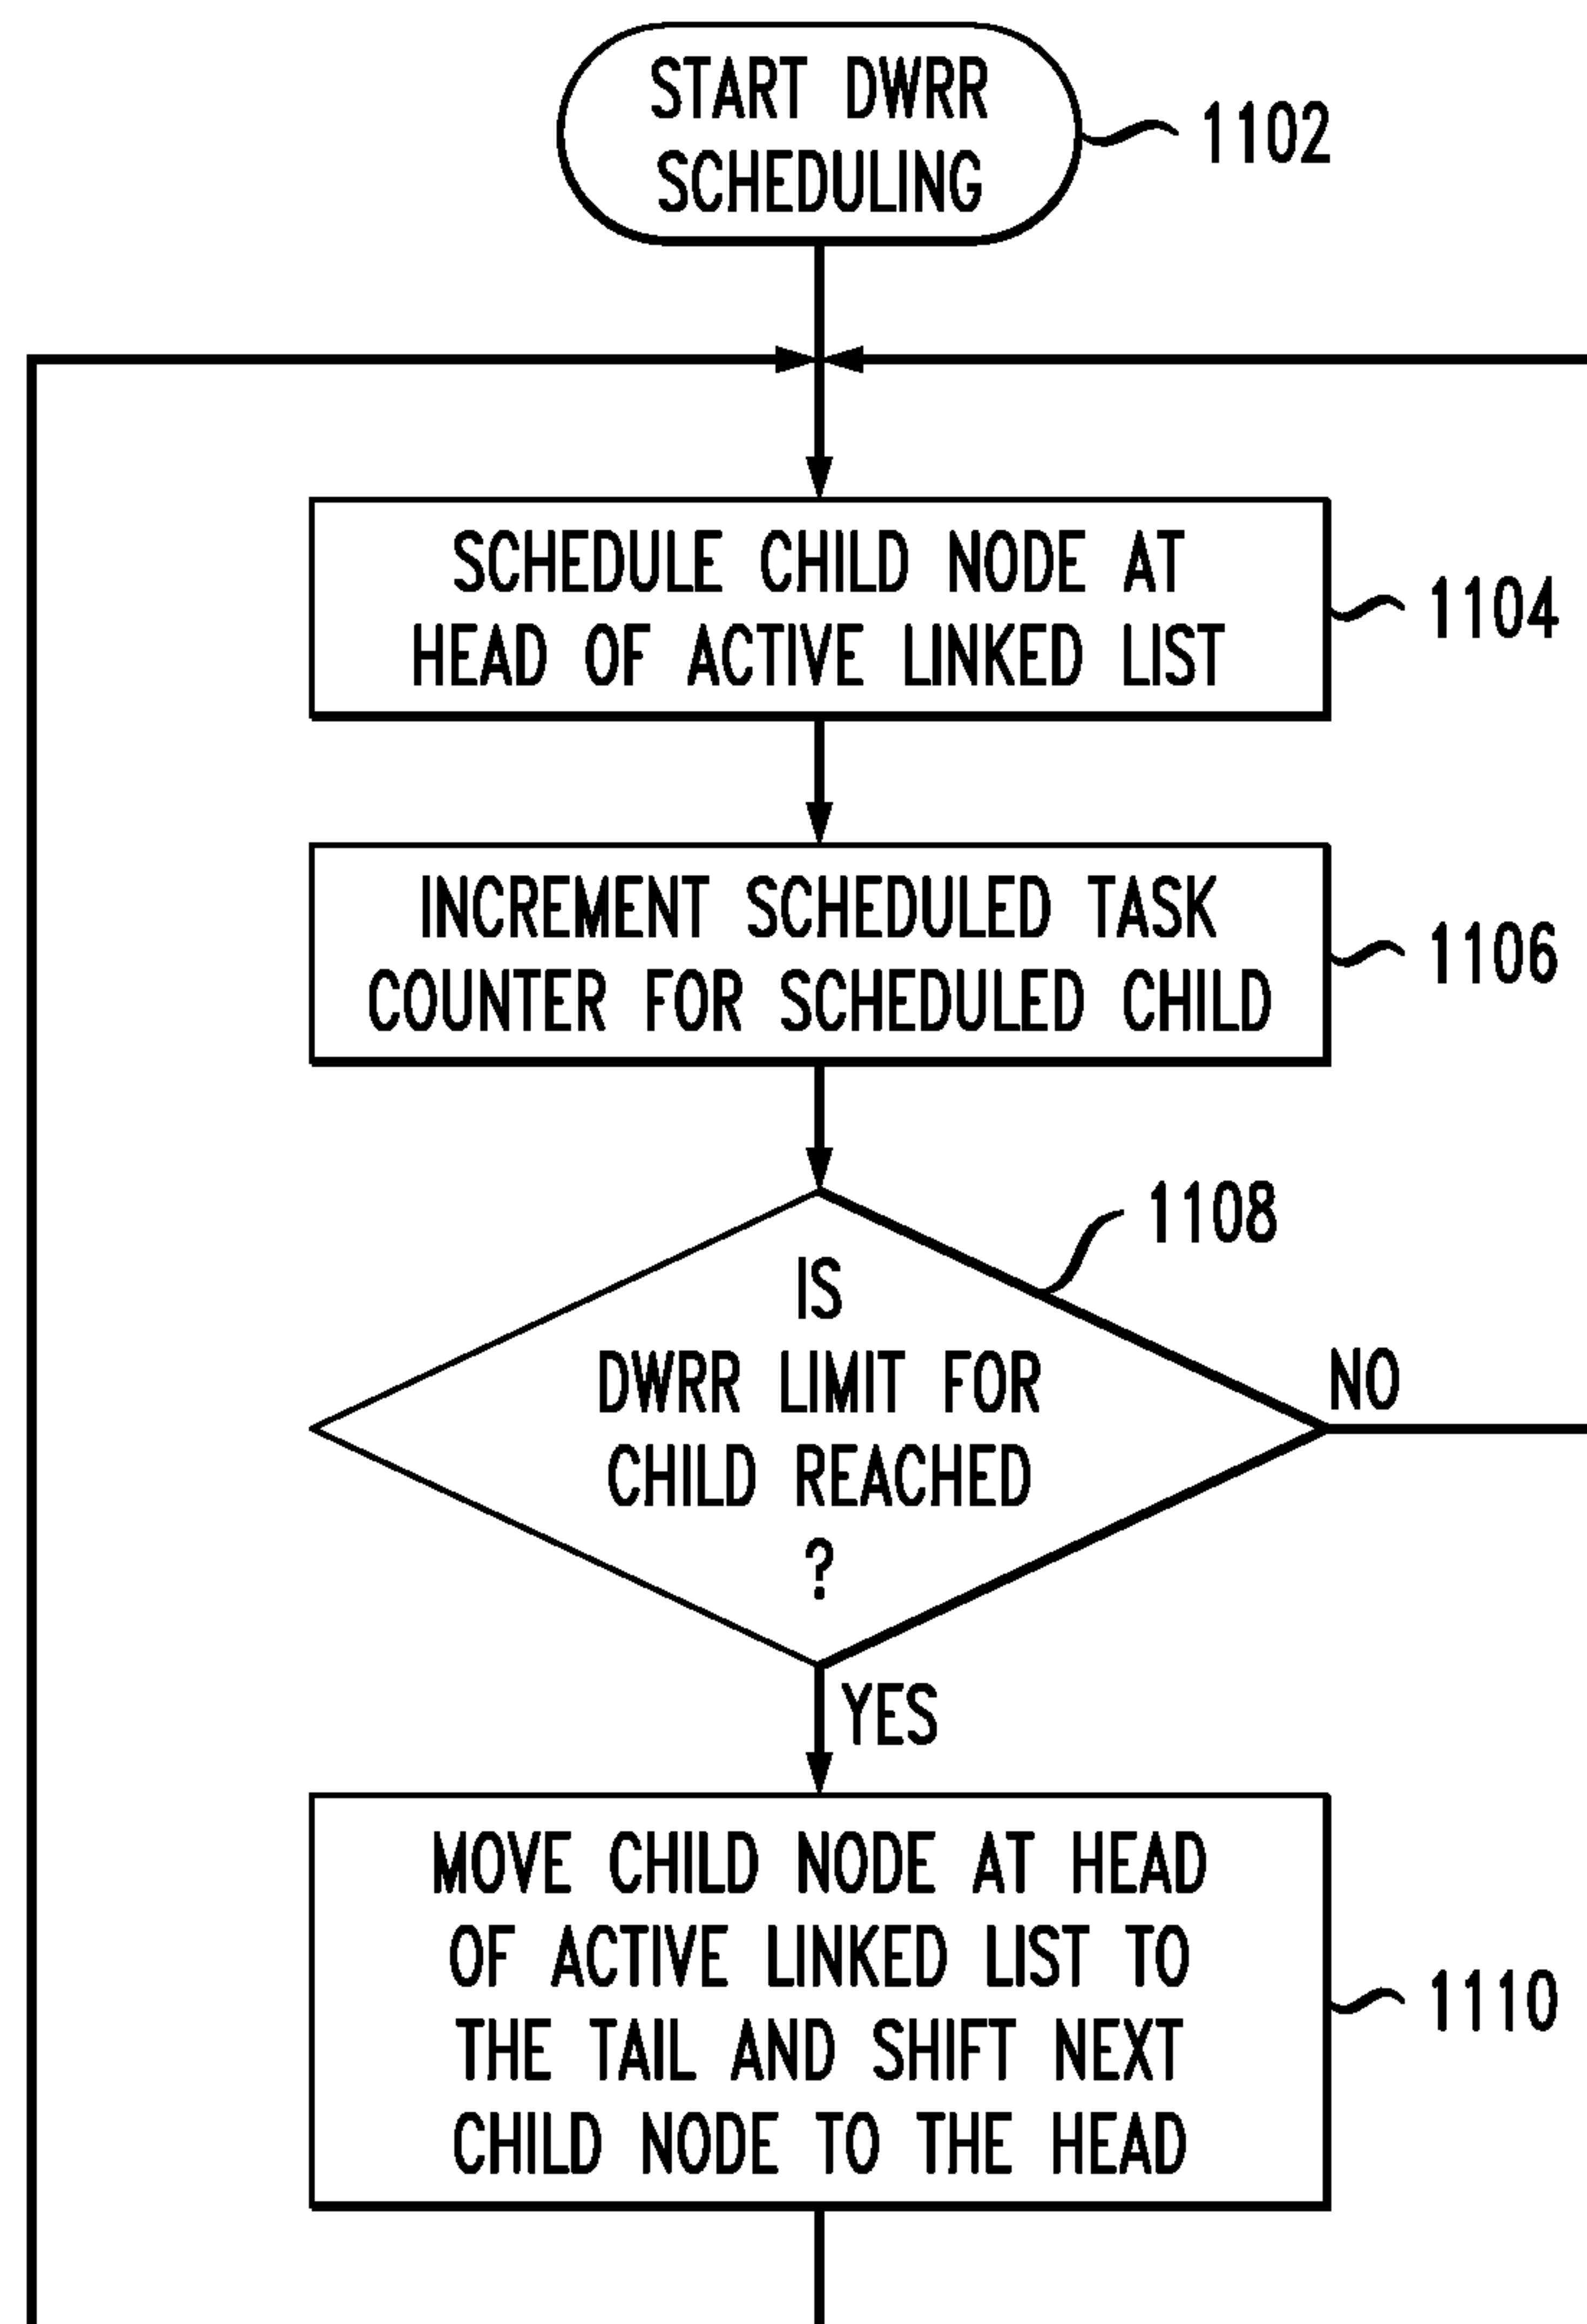 START DWRR
SCHEDULING
1102
SCHEDULE CHILD NODE AT
HEAD OF ACTIVE LINKED LIST
1104
INCREMENT SCHEDULED TASK
COUNTER FOR SCHEDULED CHILD
1106
1108
IS
DWRR LIMIT FOR
CHILD REACHED
?
NO
YES
MOVE CHILD NODE AT HEAD
OF ACTIVE LINKED LIST TO
THE TAIL AND SHIFT NEXT
CHILD NODE TO THE HEAD
1110